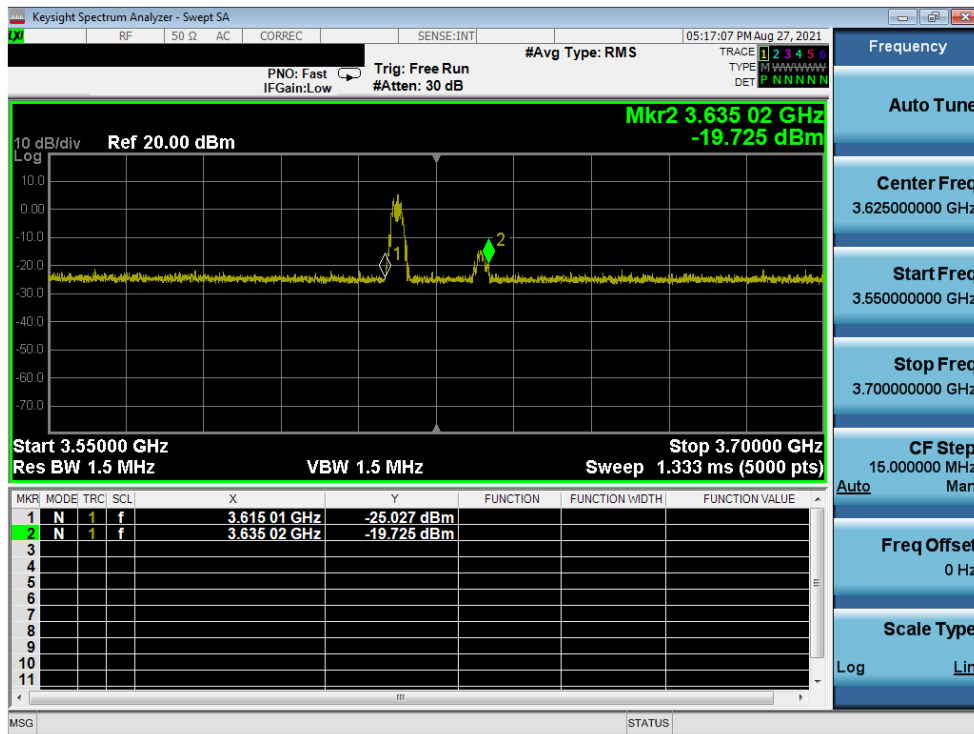 Keysight Spectrum Analyzer - Swept SA
LXI RF 50 Ω AC CORREC SENSE:INT 05:17:07 PM Aug 27, 2021
#Avg Type: RMS TRACE 1 2 3 4 5 6
PNO: Fast Trig: Free Run TYPE M WWWWW
IFGain:Low #Atten: 30 dB DET P NNNNN
Mkr2 3.635 02 GHz
10 dB/div Ref 20.00 dBm -19.725 dBm
Log
10.0
0.00
-10.0
2
1
-20.0
-30.0
-40.0
-50.0
-60.0
-70.0
Start 3.55000 GHz Stop 3.70000 GHz
Res BW 1.5 MHz VBW 1.5 MHz Sweep 1.333 ms (5000 pts)
MKR MODE TRC SCL X Y FUNCTION FUNCTION WIDTH FUNCTION VALUE
1 N 1 f 3.615 01 GHz -25.027 dBm
2 N 1 f 3.635 02 GHz -19.725 dBm
3
4
5
6
7
8
9
10
11
MSG STATUS
Frequency
Auto Tune
Center Freq
3.625000000 GHz
Start Freq
3.550000000 GHz
Stop Freq
3.700000000 GHz
CF Step
15.000000 MHz
Auto Man
Freq Offset
0 Hz
Scale Type
Log Lin